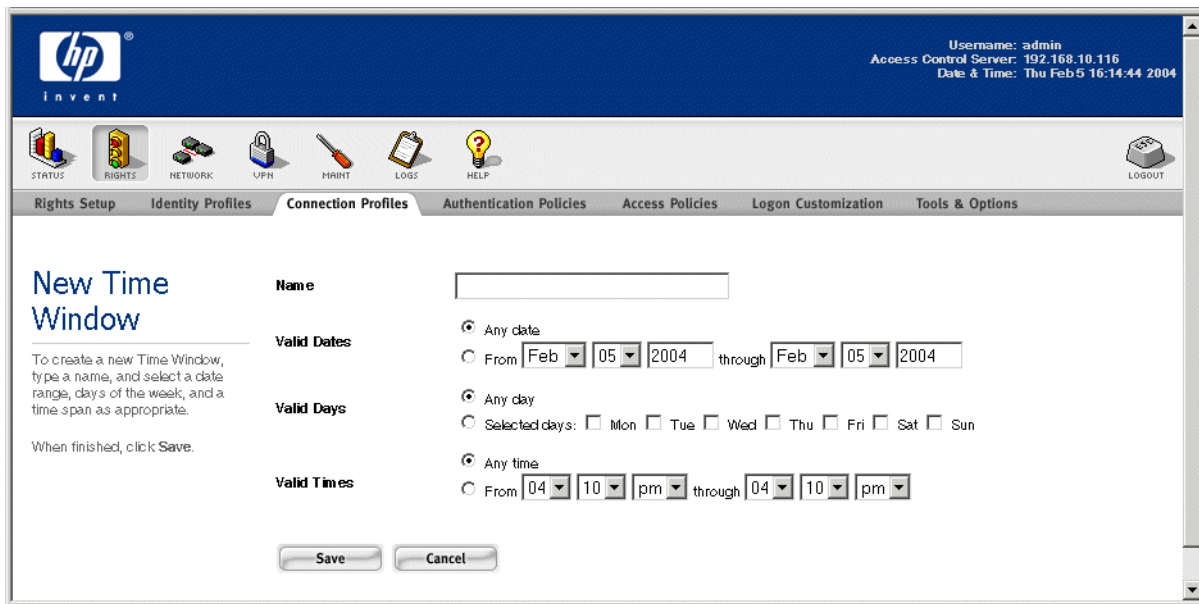 hp
®
invent
Username: admin
Access Control Server: 192.168.10.116
Date & Time: Thu Feb 5 16:14:44 2004
STATUS RIGHTS NETWORK VPN MAINT LOGS HELP LOGOUT
Rights Setup Identity Profiles Connection Profiles Authentication Policies Access Policies Logon Customization Tools & Options
New Time
Window
To create a new Time Window,
type a name, and select a date
range, days of the week, and a
time span as appropriate.
When finished, click Save.
Name
Valid Dates
Any date
From Feb 05 2004 through Feb 05 2004
Valid Days
Any day
Selected days: Mon Tue Wed Thu Fri Sat Sun
Valid Times
Any time
From 04 10 pm through 04 10 pm
Save Cancel